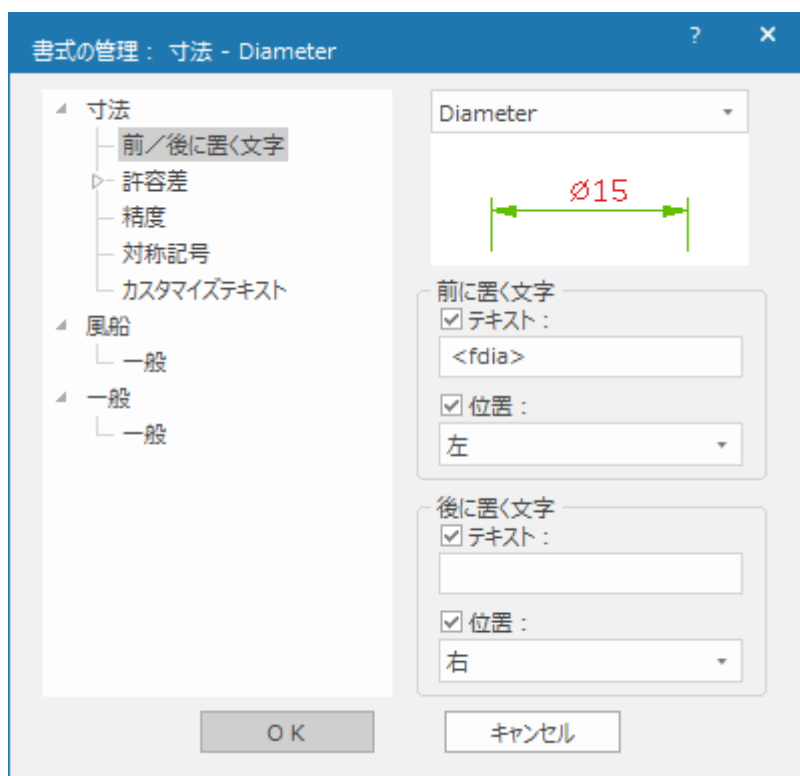 書式の管理： 寸法 - Diameter
? ×
寸法
前／後に置く文字
許容差
精度
対称記号
カスタマイズテキスト
風船
一般
一般
一般
Diameter
Ø15
前に置く文字
テキスト：
<fdia>
位置：
左
後に置く文字
テキスト：
位置：
右
OK
キャンセル